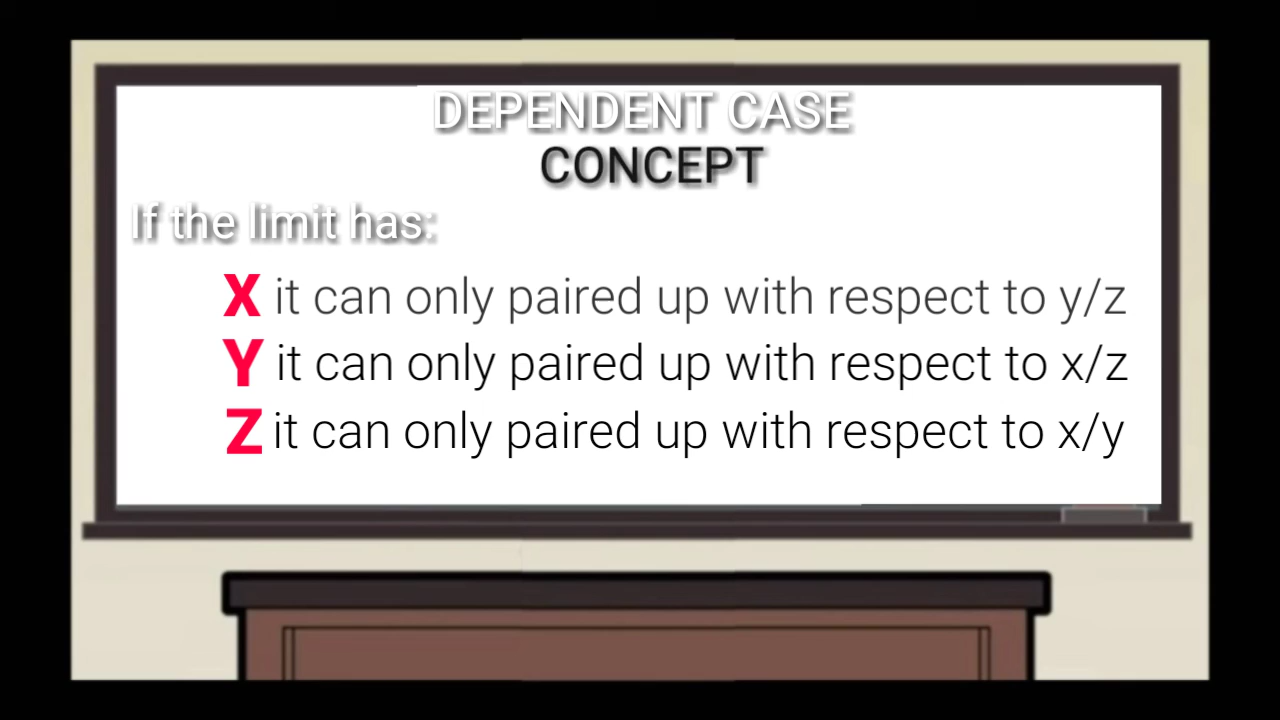 DEPENDENT CASE
CONCEPT
If the limit has:
X it can only paired up with respect to y/z
Y it can only paired up with respect to x/z
Z it can only paired up with respect to x/y